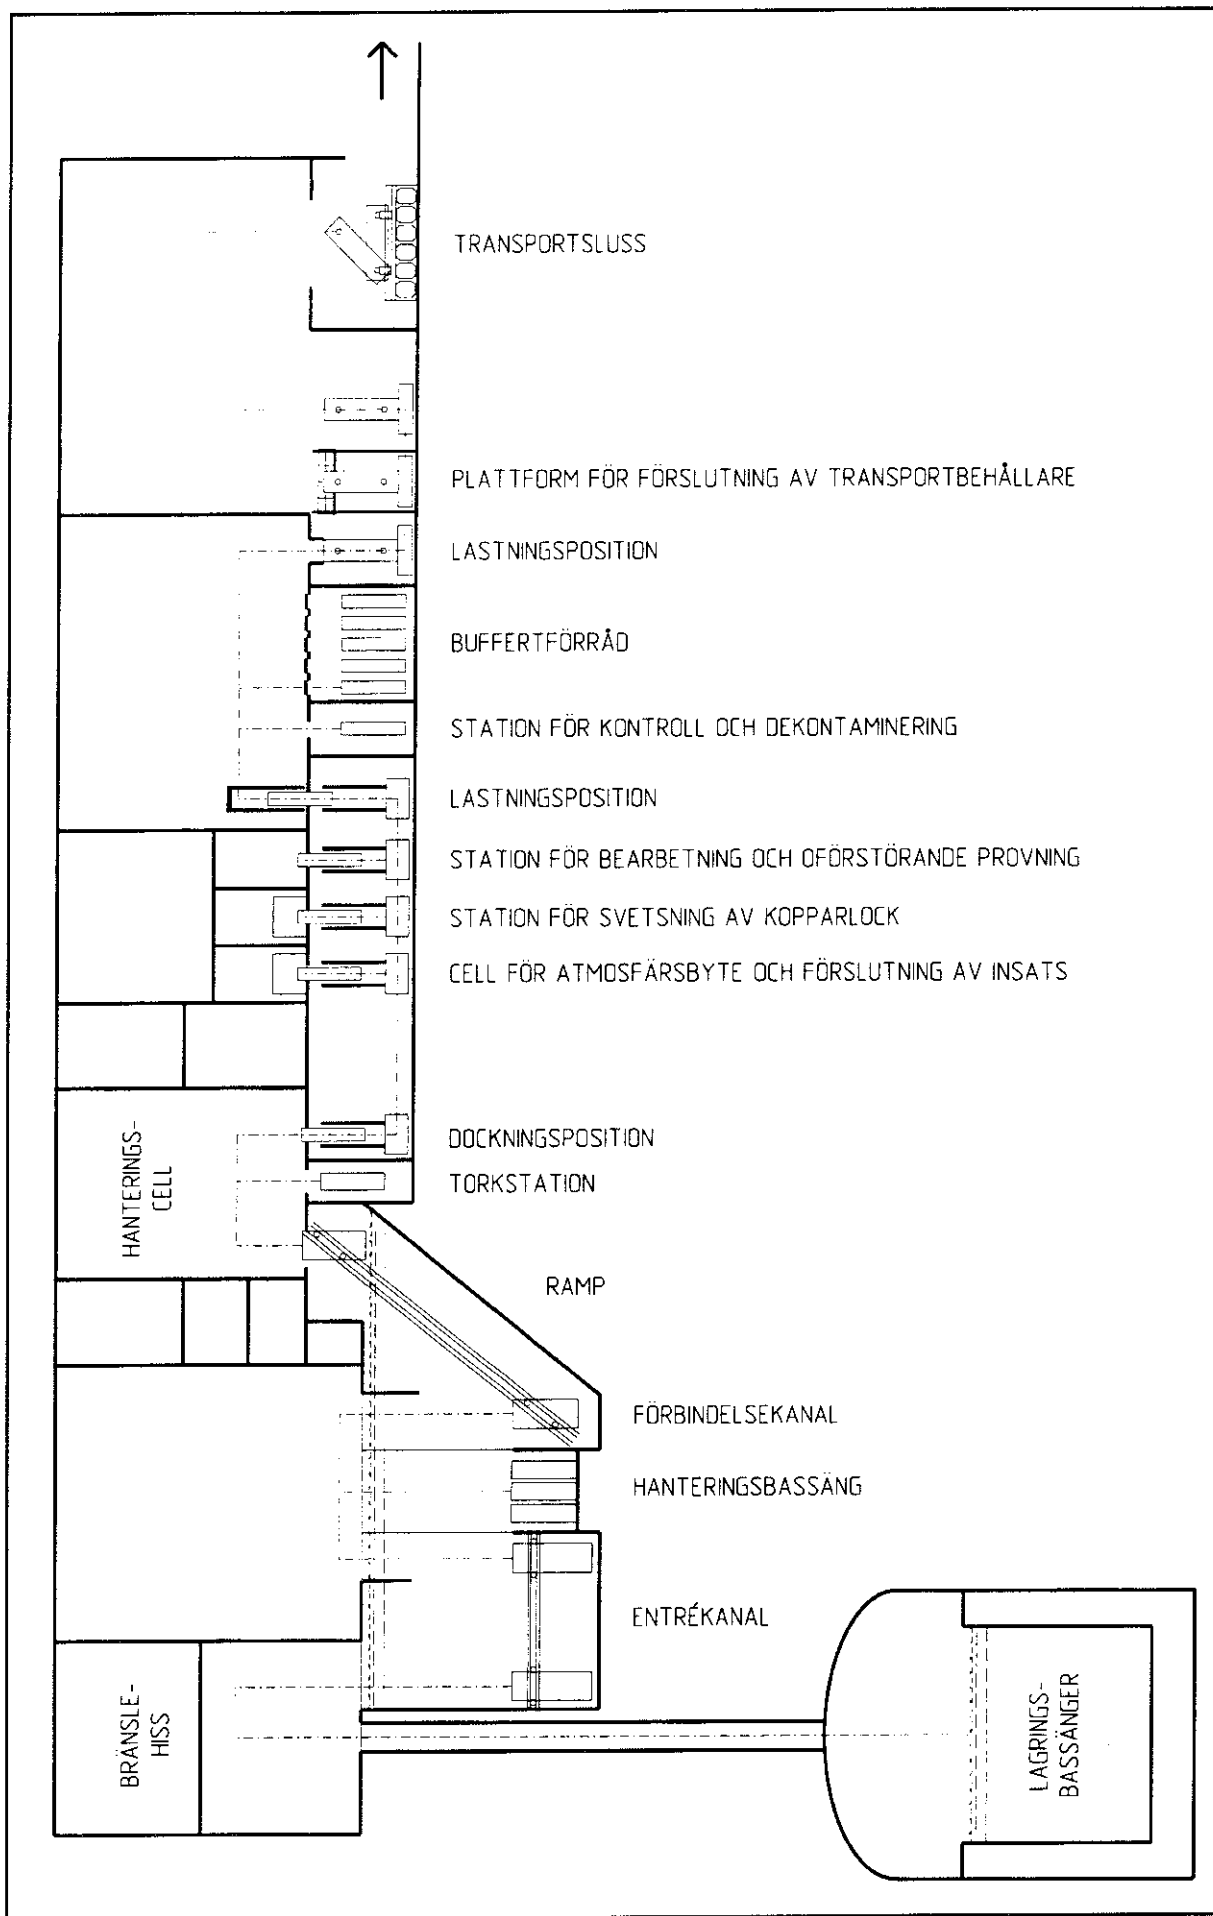 TRANSPORTSLUSS
PLATTFORM FÖR FÖRSLUTNING AV TRANSPORTBEHÅLLARE
LASTNINGSPOSITION
BUFFERTFÖRRÅD
STATION FÖR KONTROLL OCH DEKONTAMINERING
LASTNINGSPOSITION
STATION FÖR BEARBETNING OCH OFÖRSTÖRANDE PROVNING
STATION FÖR SVETSNING AV KOPPARLOCK
CELL FÖR ATMOSFÄRSBYTE OCH FÖRSLUTNING AV INSATS
DOCKNINGSPOSITION
TORKSTATION
HANTERINGS-
CELL
RAMP
FÖRBINDELSEKANAL
HANTERINGSBASSÄNG
ENTRÉKANAL
BRÄNSLE-
HISS
LAGRINGS-
BASSÄNGER